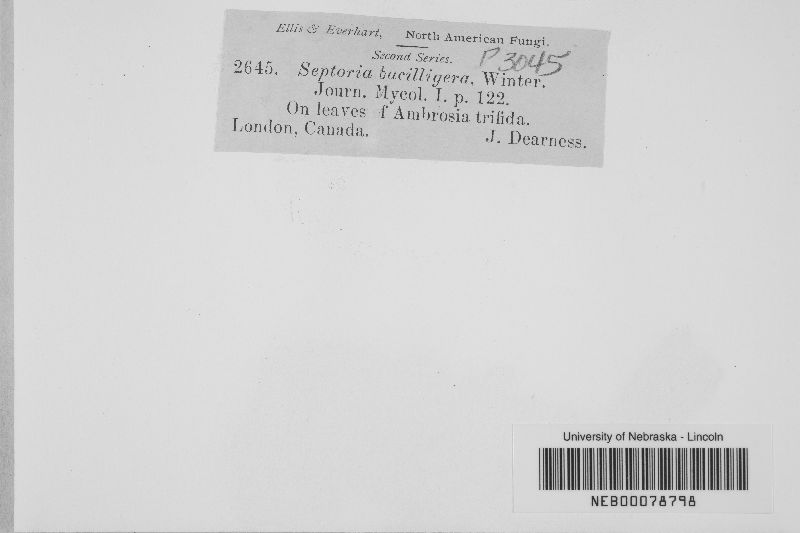 Ellis & Everhart, North American Fungi.
Second Series. P 3045
2645. Septoria bacilligera, Winter.
Journ. Mycol. I. p. 122.
On leaves f Ambrosia trifida.
London, Canada. J. Dearness.
University of Nebraska - Lincoln
NEB00078798